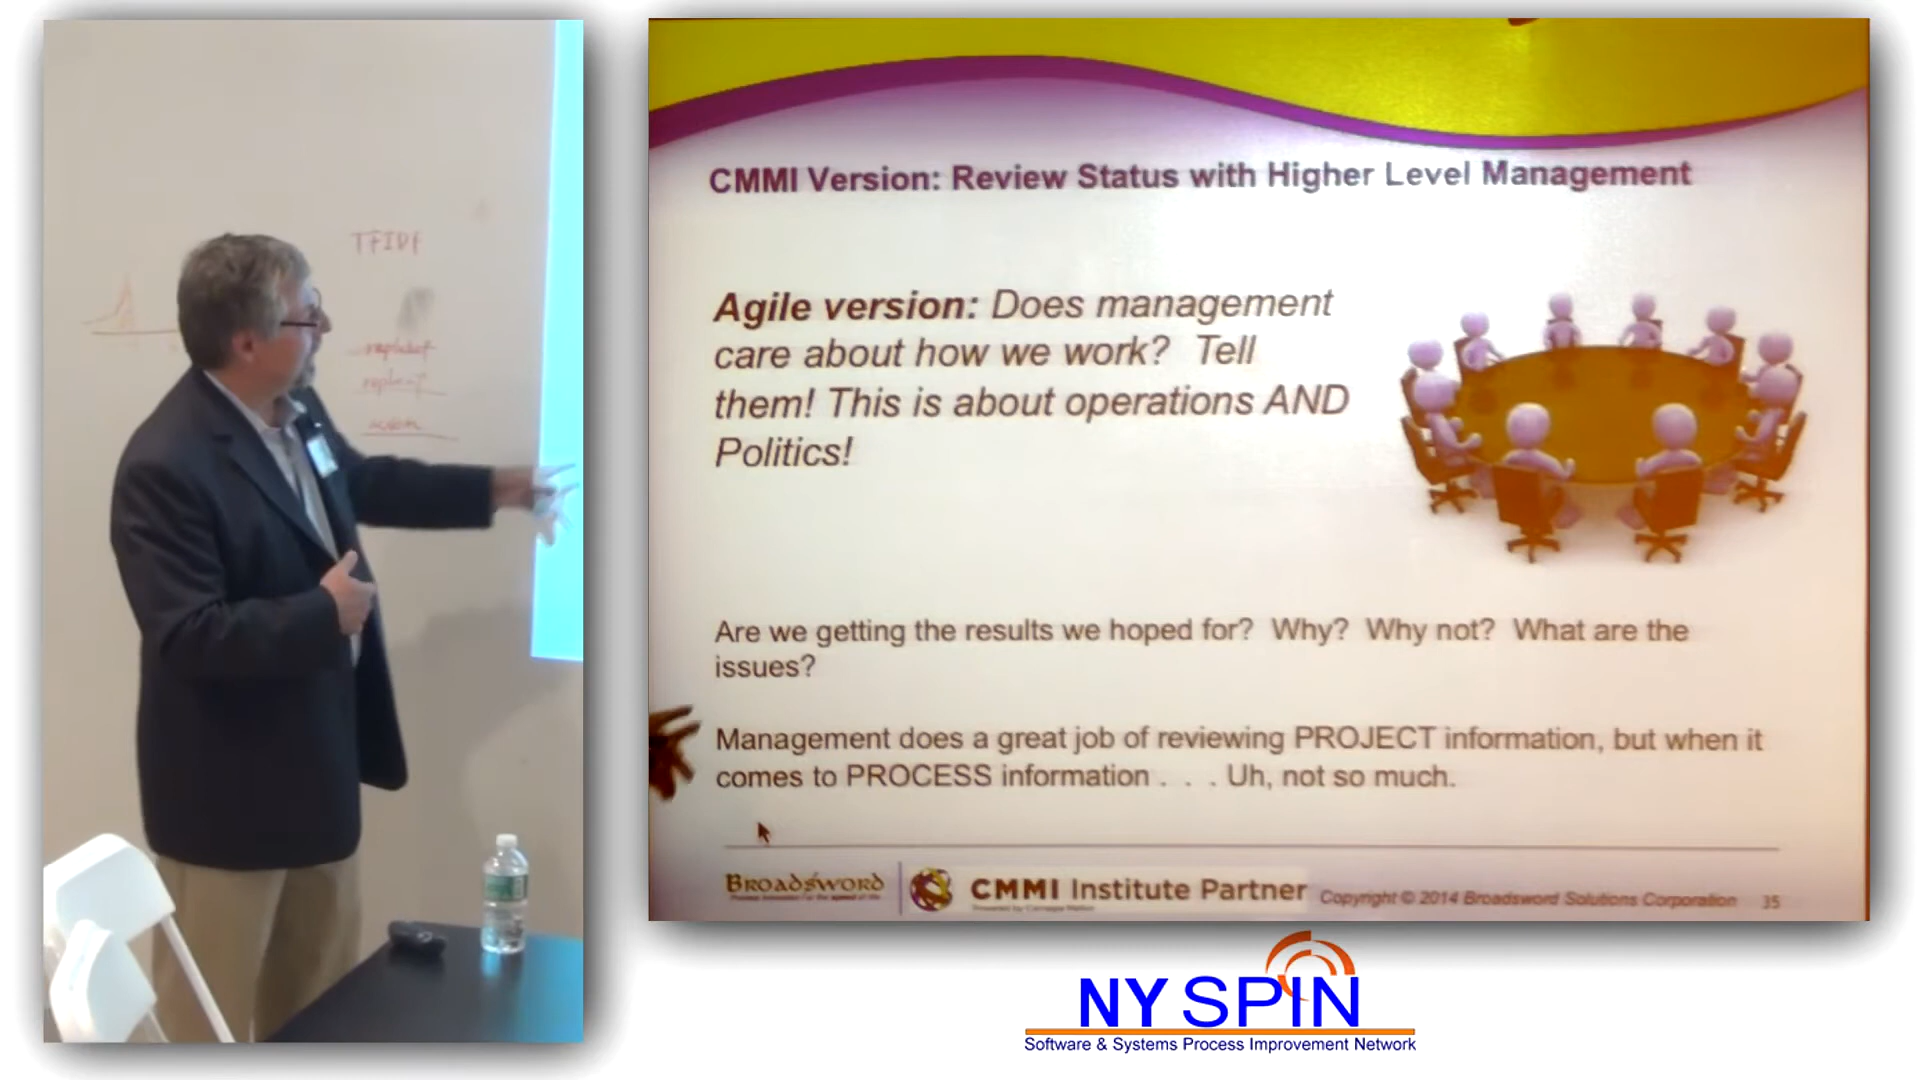 TFIDF
CMMI Version: Review Status with Higher Level Management
Agile version: Does management
care about how we work? Tell
them! This is about operations AND
Politics!
Are we getting the results we hoped for? Why? Why not? What are the
issues?
Management does a great job of reviewing PROJECT information, but when it
comes to PROCESS information . . . Uh, not so much.
BROADSWORD
CMMI Institute Partner
Copyright © 2014 Broadsword Solutions Corporation 35
NY SPIN
Software & Systems Process Improvement Network